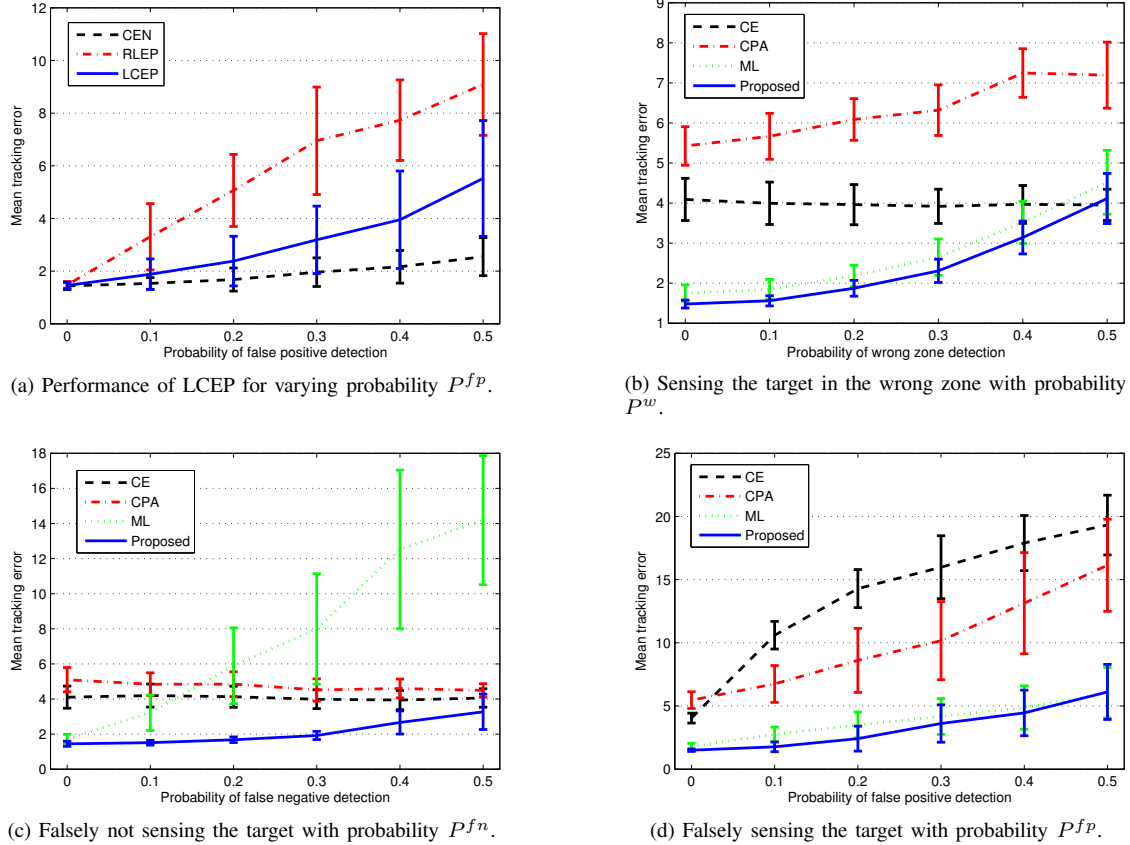 12
10
8
6
4
2
0
Mean tracking error
CEN
RLEP
LCEP
0 0.1 0.2 0.3 0.4 0.5
Probability of false positive detection
(a) Performance of LCEP for varying probability P^{fp}.
9
8
7
6
5
4
3
2
1
Mean tracking error
CE
CPA
ML
Proposed
0 0.1 0.2 0.3 0.4 0.5
Probability of wrong zone detection
(b) Sensing the target in the wrong zone with probability
P^{w}.
18
16
14
12
10
8
6
4
2
0
Mean tracking error
CE
CPA
ML
Proposed
0 0.1 0.2 0.3 0.4 0.5
Probability of false negative detection
(c) Falsely not sensing the target with probability P^{fn}.
25
20
15
10
5
0
Mean tracking error
CE
CPA
ML
Proposed
0 0.1 0.2 0.3 0.4 0.5
Probability of false positive detection
(d) Falsely sensing the target with probability P^{fp}.